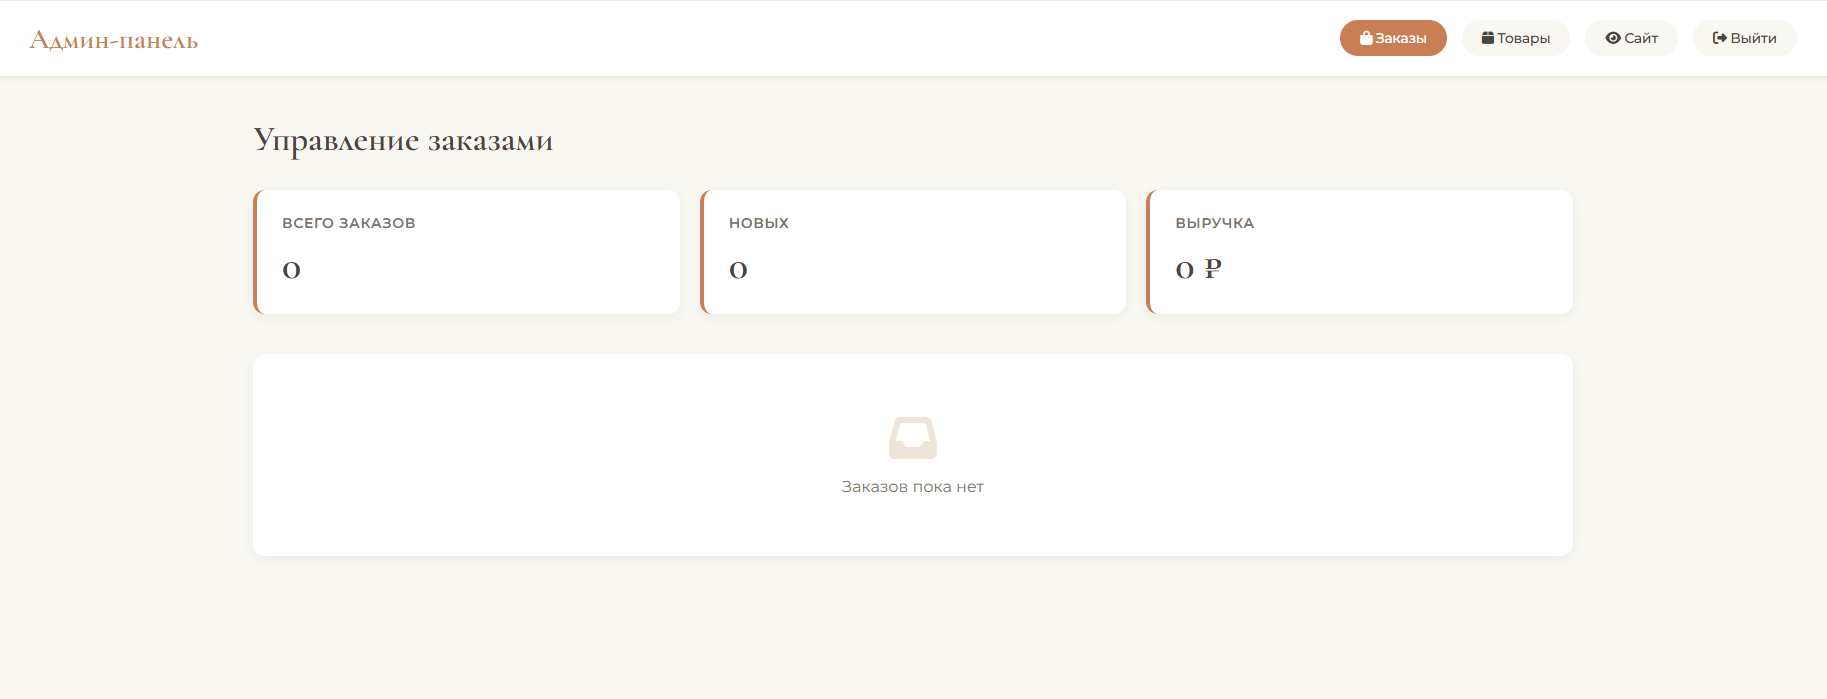 Админ-панель
Заказы
Товары
Сайт
Выйти
Управление заказами
ВСЕГО ЗАКАЗОВ
0
НОВЫХ
0
ВЫРУЧКА
0 ₽
Заказов пока нет